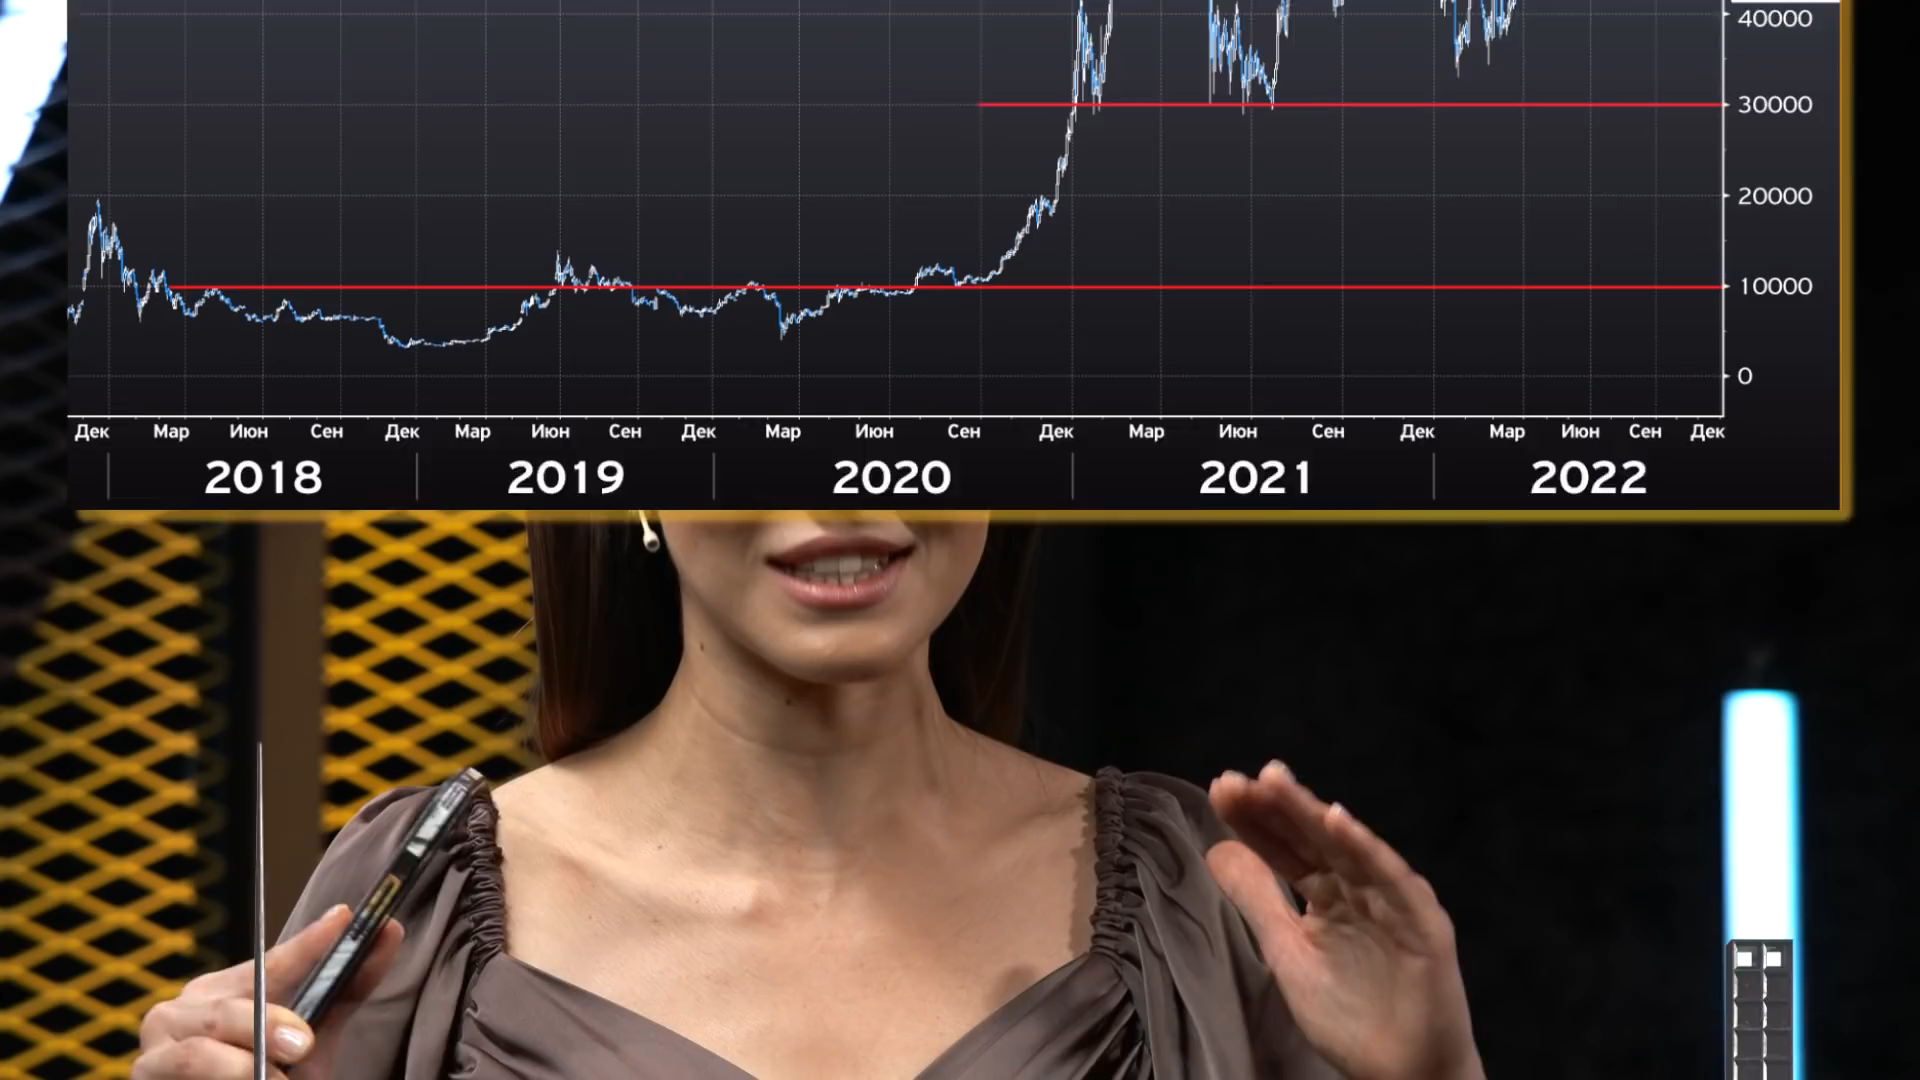 40000
30000
20000
10000
0
Дек Мар Июн Сен Дек Мар Июн Сен Дек Мар Июн Сен Дек Мар Июн Сен Дек Мар Июн Сен Дек
2018 2019 2020 2021 2022